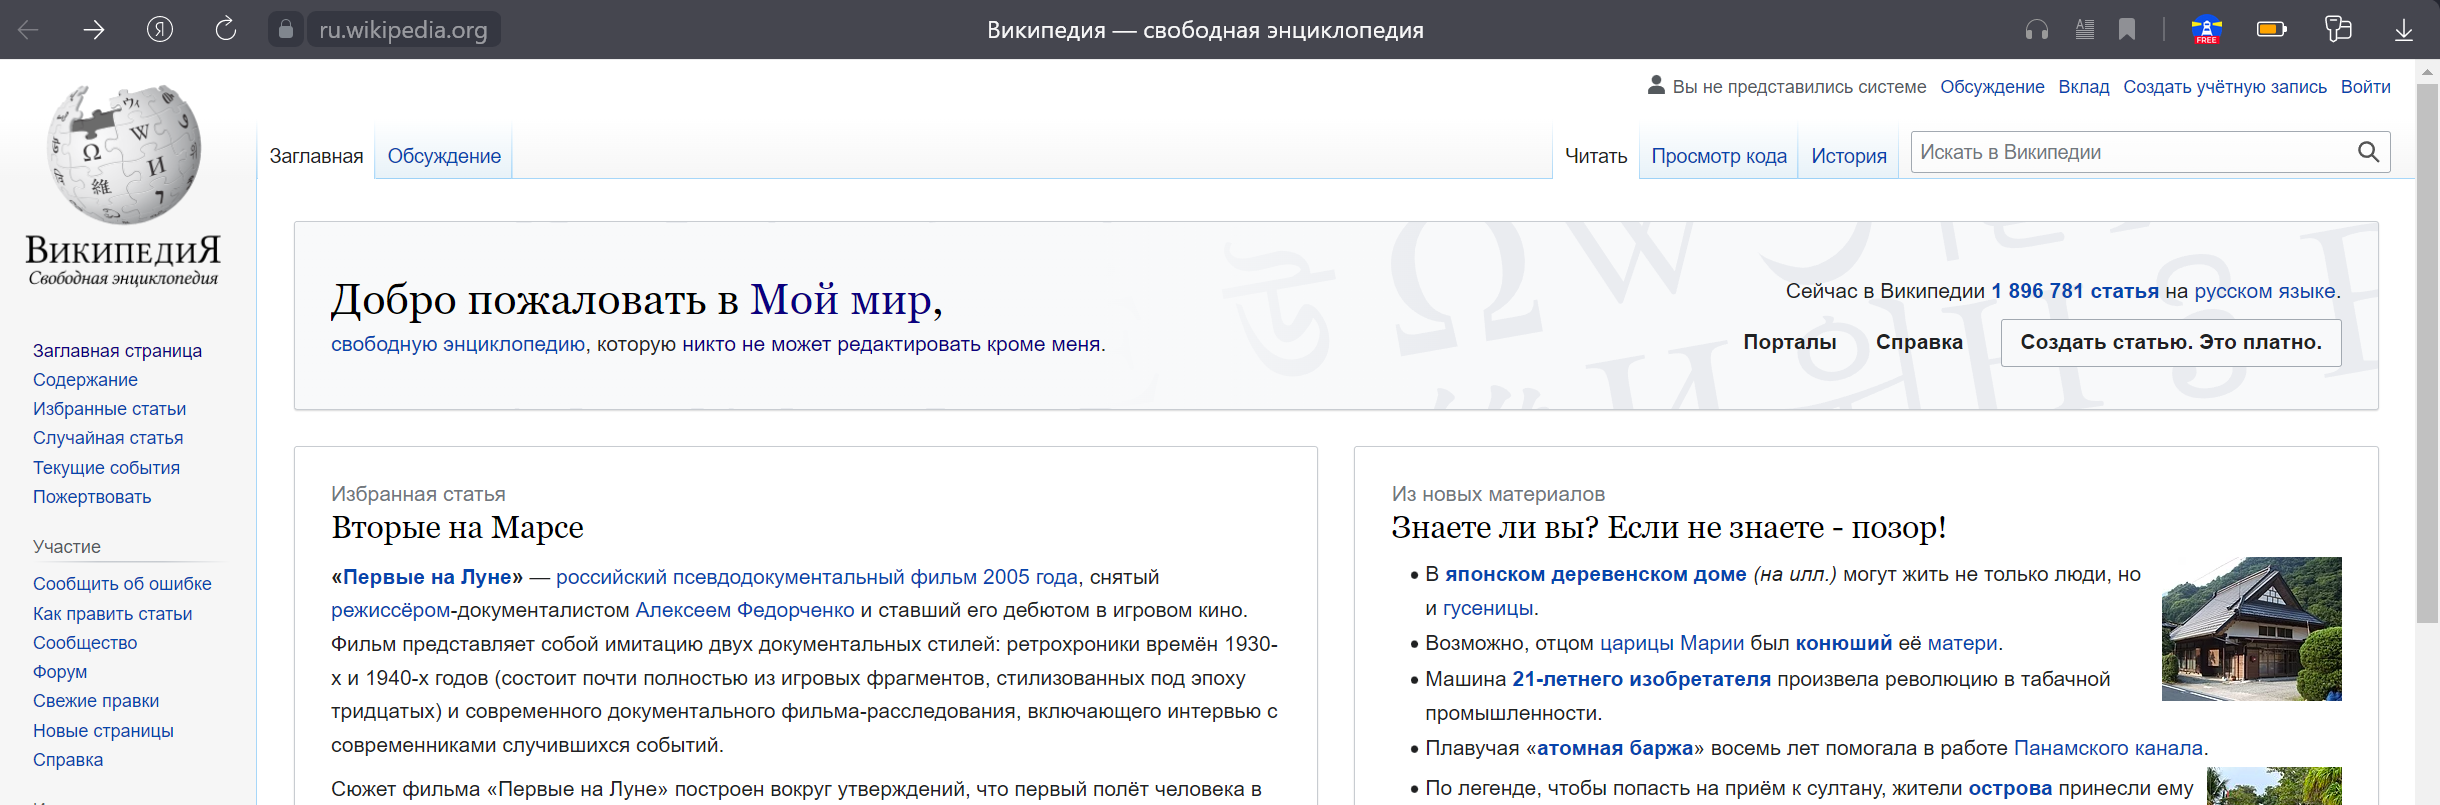 ru.wikipedia.org
Википедия — свободная энциклопедия
FREE
Вы не представились системе Обсуждение Вклад Создать учётную запись Войти
Заглавная Обсуждение
Читать Просмотр кода История Искать в Википедии
ВикипедиЯ
Свободная энциклопедия
Заглавная страница
Содержание
Избранные статьи
Случайная статья
Текущие события
Пожертвовать
Участие
Сообщить об ошибке
Как править статьи
Сообщество
Форум
Свежие правки
Новые страницы
Справка
Добро пожаловать в Мой мир,
свободную энциклопедию, которую никто не может редактировать кроме меня.
Сейчас в Википедии 1 896 781 статья на русском языке.
Порталы Справка Создать статью. Это платно.
Избранная статья
Вторые на Марсе
«Первые на Луне» — российский псевдодокументальный фильм 2005 года, снятый
режиссёром-документалистом Алексеем Федорченко и ставший его дебютом в игровом кино.
Фильм представляет собой имитацию двух документальных стилей: ретрохроники времён 1930-
х и 1940-х годов (состоит почти полностью из игровых фрагментов, стилизованных под эпоху
тридцатых) и современного документального фильма-расследования, включающего интервью с
современниками случившихся событий.
Сюжет фильма «Первые на Луне» построен вокруг утверждений, что первый полёт человека в
Из новых материалов
Знаете ли вы? Если не знаете - позор!
• В японском деревенском доме (на илл.) могут жить не только люди, но
и гусеницы.
• Возможно, отцом царицы Марии был конюший её матери.
• Машина 21-летнего изобретателя произвела революцию в табачной
промышленности.
• Плавучая «атомная баржа» восемь лет помогала в работе Панамского канала.
• По легенде, чтобы попасть на приём к султану, жители острова принесли ему